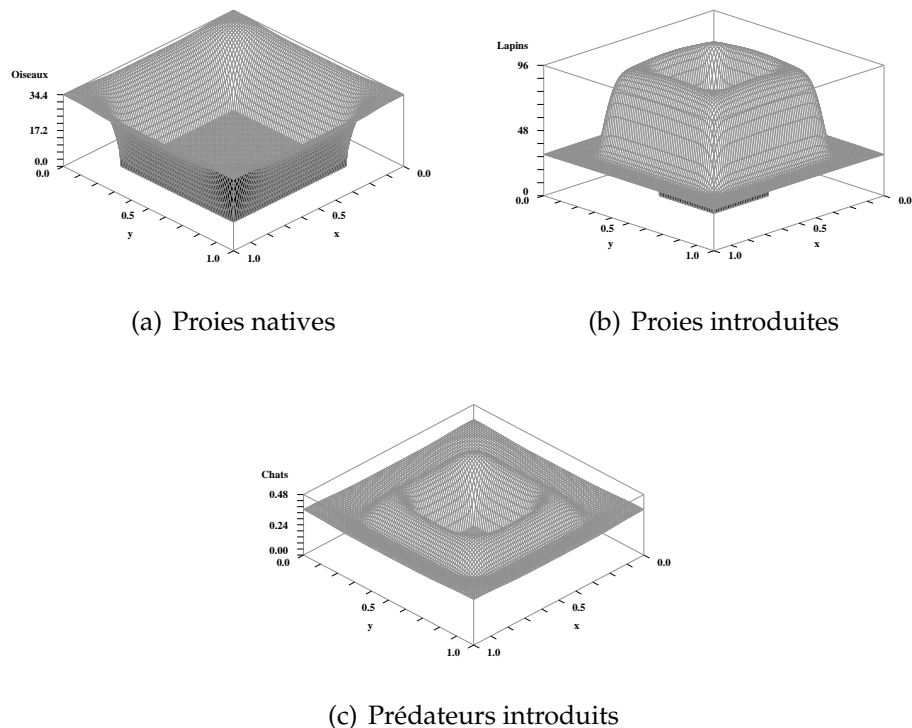 Oiseaux
34.4
17.2
0.0
0.0
0.5
y
1.0
1.0
0.5
x
0.0
(a) Proies natives
Lapins
96
48
0
0.0
0.5
y
1.0
1.0
0.5
x
0.0
(b) Proies introduites
Chats
0.48
0.24
0.00
0.0
0.5
y
1.0
1.0
0.5
x
0.0
(c) Prédateurs introduits